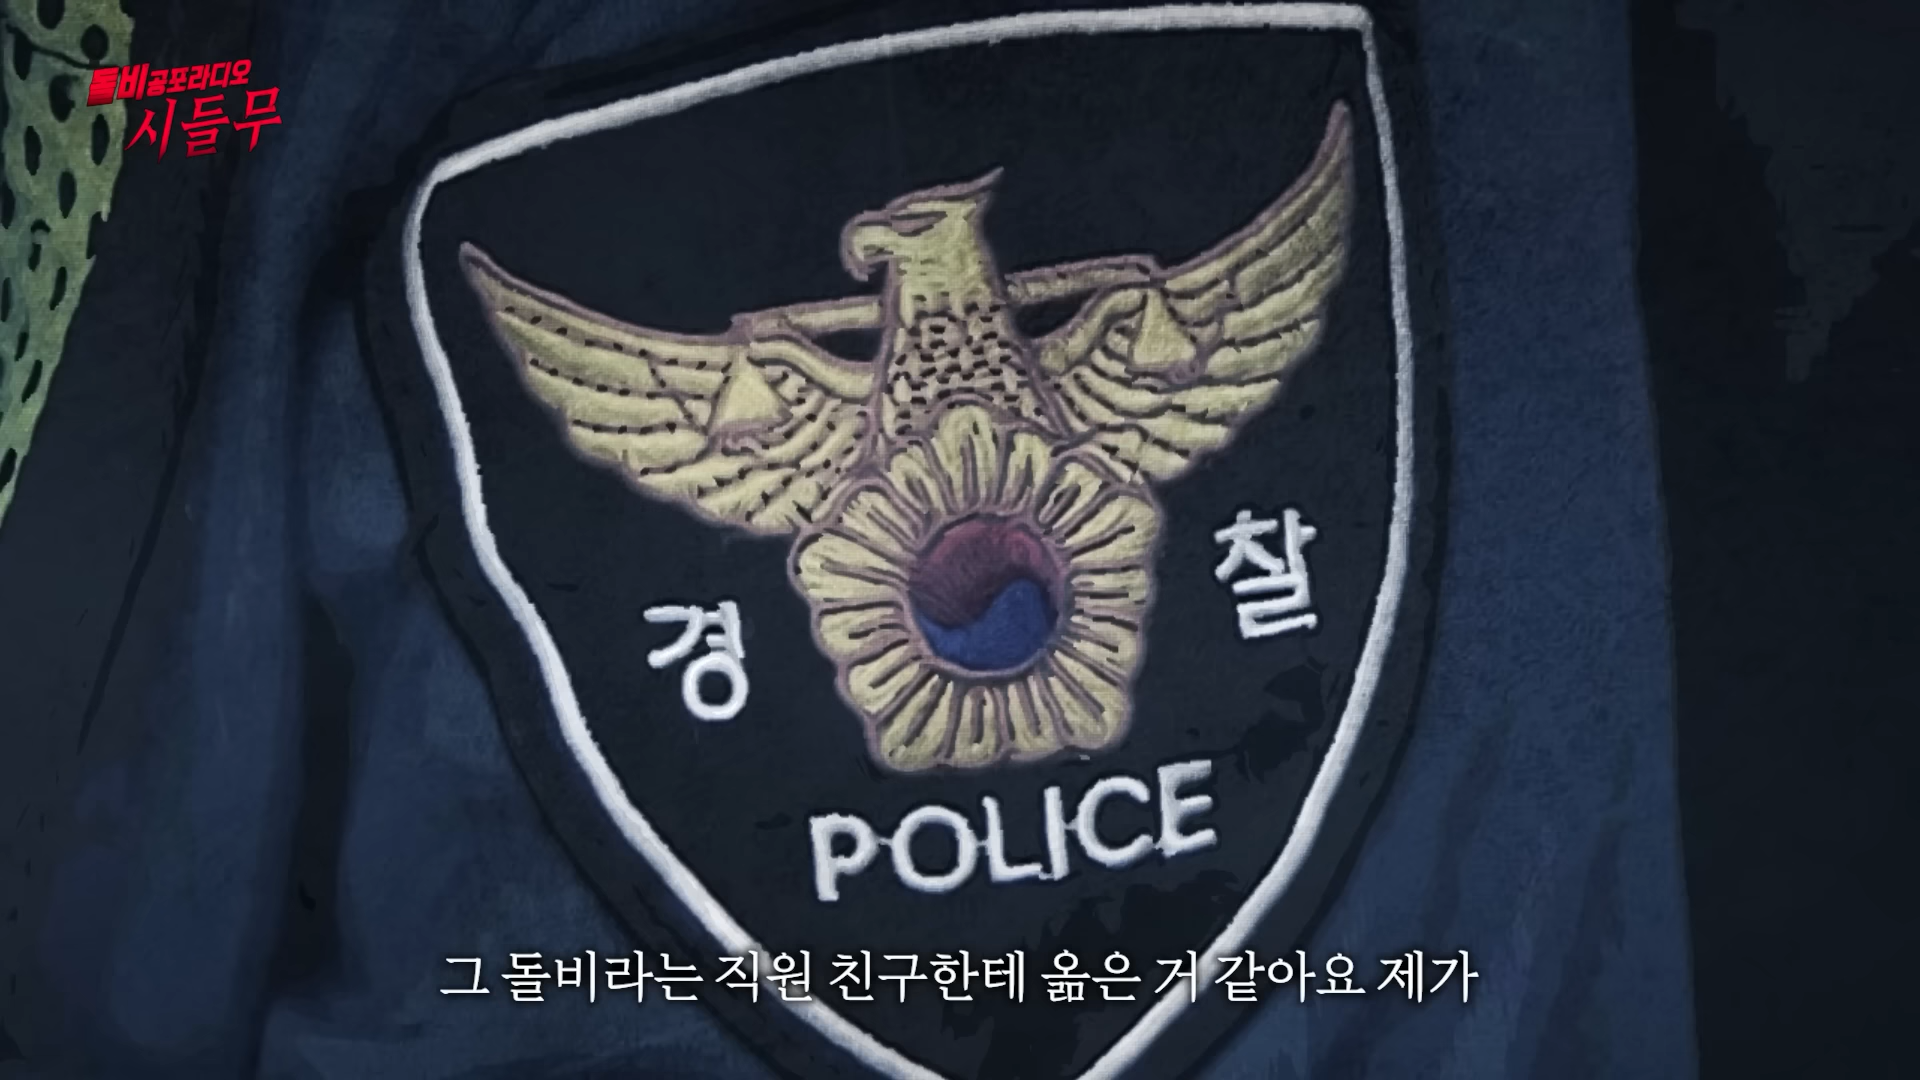 돌비공포라디오
시들무
경
찰
POLICE
그 돌비라는 직원 친구한테 옮은 거 같아요 제가